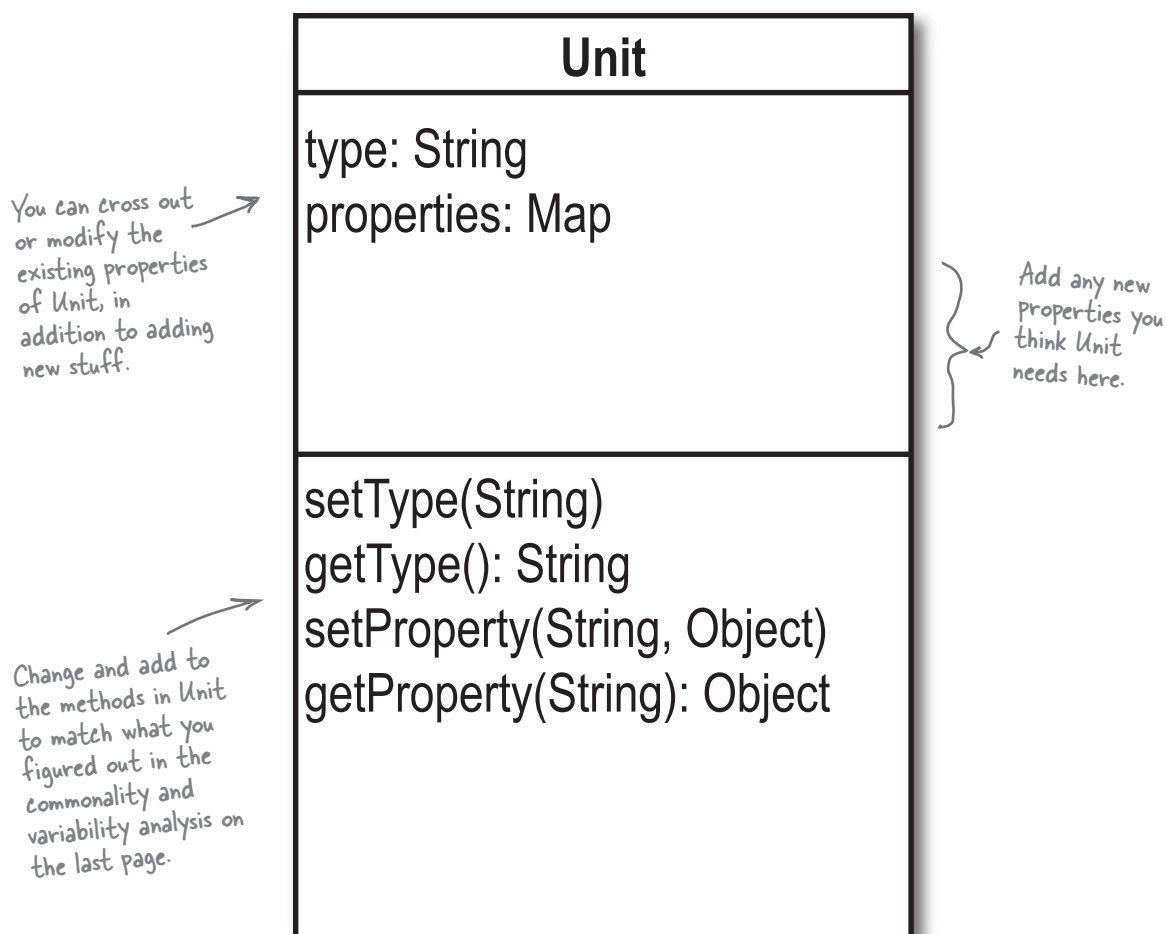 Unit
type: String
properties: Map
You can cross out
or modify the
existing properties
of Unit, in
addition to adding
new stuff.
Add any new
properties you
think Unit
needs here.
setType(String)
getType(): String
setProperty(String, Object)
getProperty(String): Object
Change and add to
the methods in Unit
to match what you
figured out in the
commonality and
variability analysis on
the last page.